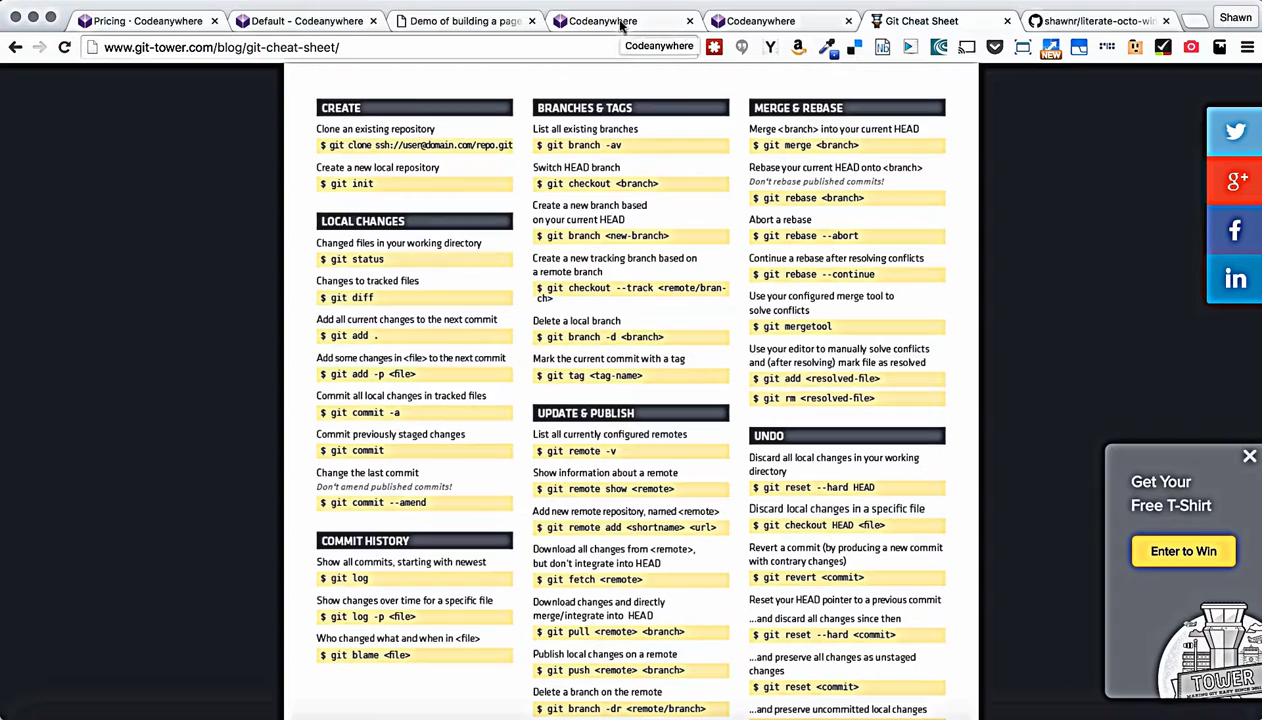 Pricing · Codeanywhere
Default - Codeanywhere
Demo of building a page
Codeanywhere
Codeanywhere
Git Cheat Sheet
shawnr/literate-octo-win
Shawn
www.git-tower.com/blog/git-cheat-sheet/
Codeanywhere
NEW
CREATE
Clone an existing repository
$ git clone ssh://user@domain.com/repo.git
Create a new local repository
$ git init
LOCAL CHANGES
Changed files in your working directory
$ git status
Changes to tracked files
$ git diff
Add all current changes to the next commit
$ git add .
Add some changes in <file> to the next commit
$ git add -p <file>
Commit all local changes in tracked files
$ git commit -a
Commit previously staged changes
$ git commit
Change the last commit
Don't amend published commits!
$ git commit --amend
COMMIT HISTORY
Show all commits, starting with newest
$ git log
Show changes over time for a specific file
$ git log -p <file>
Who changed what and when in <file>
$ git blame <file>
BRANCHES & TAGS
List all existing branches
$ git branch -av
Switch HEAD branch
$ git checkout <branch>
Create a new branch based
on your current HEAD
$ git branch <new-branch>
Create a new tracking branch based on
a remote branch
$ git checkout --track <remote/bran-
ch>
Delete a local branch
$ git branch -d <branch>
Mark the current commit with a tag
$ git tag <tag-name>
UPDATE & PUBLISH
List all currently configured remotes
$ git remote -v
Show information about a remote
$ git remote show <remote>
Add new remote repository, named <remote>
$ git remote add <shortname> <url>
Download all changes from <remote>,
but don't integrate into HEAD
$ git fetch <remote>
Download changes and directly
merge/integrate into HEAD
$ git pull <remote> <branch>
Publish local changes on a remote
$ git push <remote> <branch>
Delete a branch on the remote
$ git branch -dr <remote/branch>
MERGE & REBASE
Merge <branch> into your current HEAD
$ git merge <branch>
Rebase your current HEAD onto <branch>
Don't rebase published commits!
$ git rebase <branch>
Abort a rebase
$ git rebase --abort
Continue a rebase after resolving conflicts
$ git rebase --continue
Use your configured merge tool to
solve conflicts
$ git mergetool
Use your editor to manually solve conflicts
and (after resolving) mark file as resolved
$ git add <resolved-file>
$ git rm <resolved-file>
UNDO
Discard all local changes in your working
directory
$ git reset --hard HEAD
Discard local changes in a specific file
$ git checkout HEAD <file>
Revert a commit (by producing a new commit
with contrary changes)
$ git revert <commit>
Reset your HEAD pointer to a previous commit
...and discard all changes since then
$ git reset --hard <commit>
...and preserve all changes as unstaged
changes
$ git reset <commit>
...and preserve uncommitted local changes
g+
f
in
Get Your
Free T-Shirt
Enter to Win
TOWER